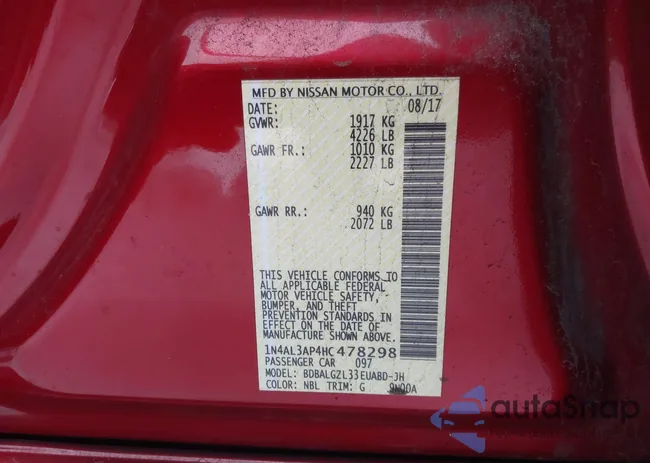 MFD BY NISSAN MOTOR CO., LTD.
DATE: 08/17
GVWR: 1917 KG
4226 LB
GAWR FR.: 1010 KG
2227 LB
GAWR RR.: 940 KG
2072 LB
THIS VEHICLE CONFORMS TO
ALL APPLICABLE FEDERAL
MOTOR VEHICLE SAFETY,
BUMPER, AND THEFT
PREVENTION STANDARDS IN
EFFECT ON THE DATE OF
MANUFACTURE SHOWN ABOVE.
1N4AL3AP4HC478298
PASSENGER CAR 097
MODEL: BDBALGZL33EUABD-JH
COLOR: NBL TRIM: G
autoSnap